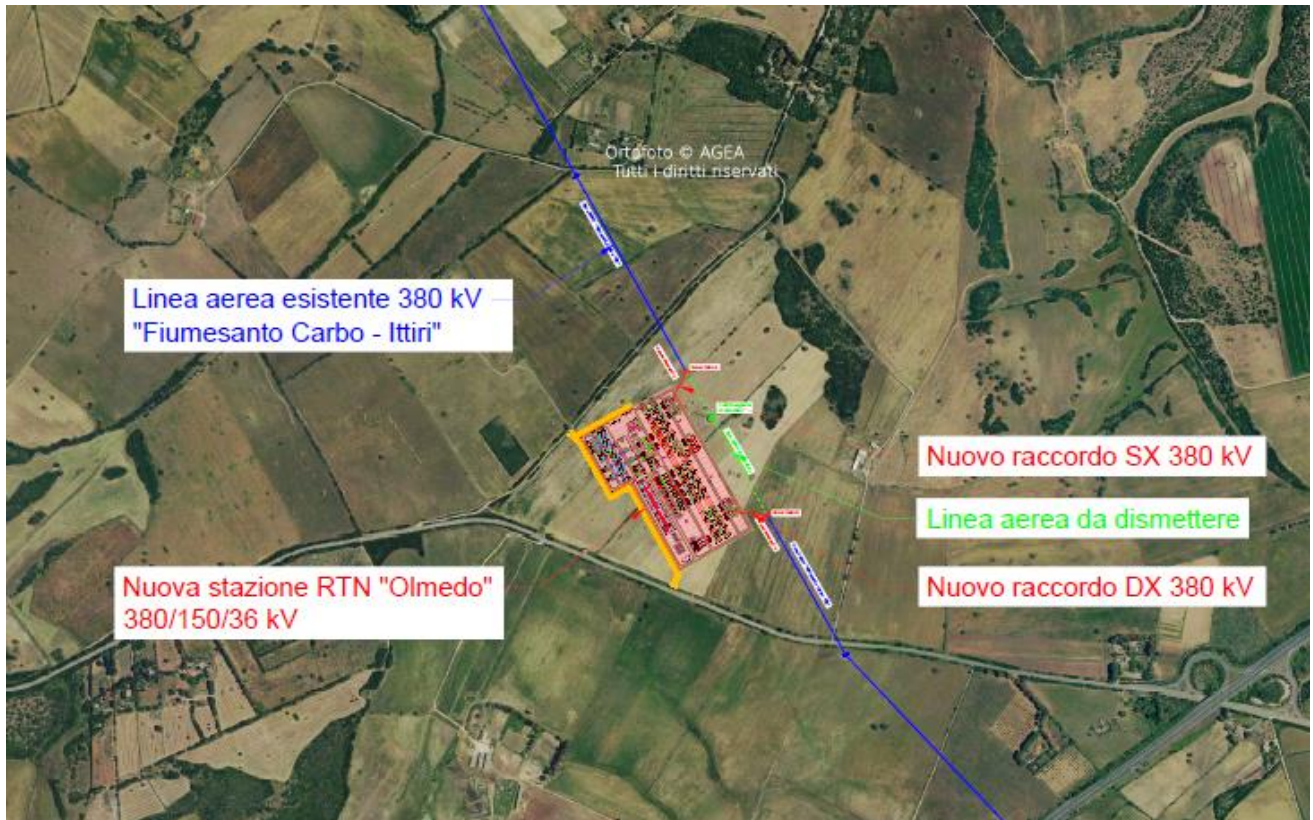 Ortofoto © AGEA
Tutti i diritti riservati
Linea aerea esistente 380 kV
"Fiumesanto Carbo - Ittiri"
Nuovo raccordo SX 380 kV
Linea aerea da dismettere
Nuovo raccordo DX 380 kV
Nuova stazione RTN "Olmedo"
380/150/36 kV